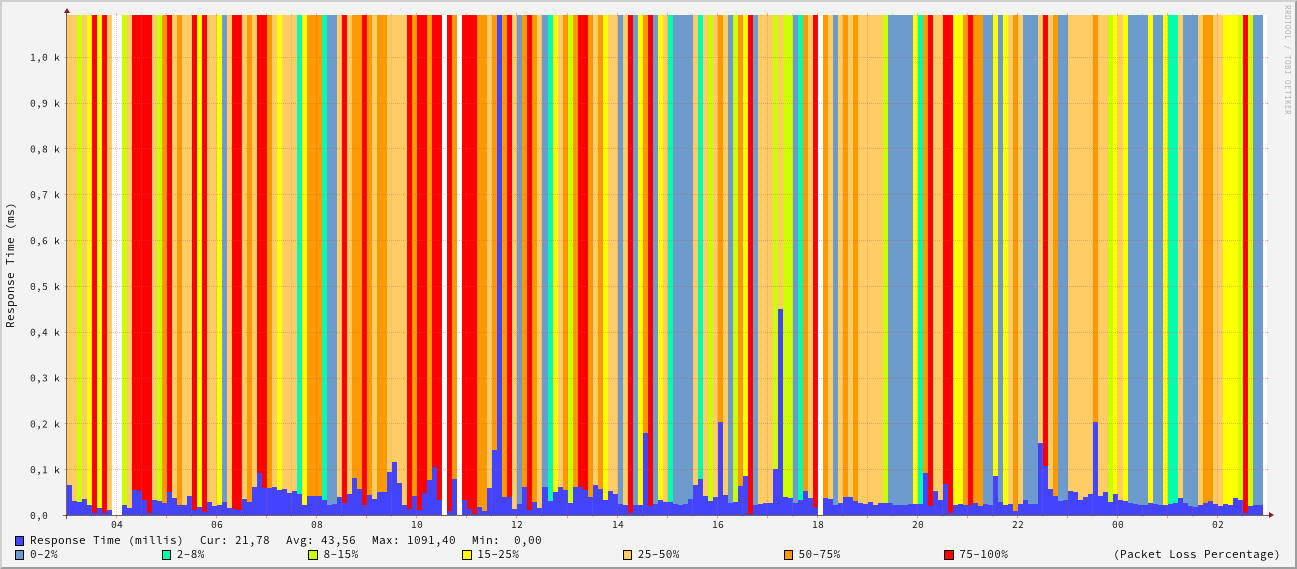 RRDTOOL / TOBI OETIKER
Response Time (ms)
1,0 k
0,9 k
0,8 k
0,7 k
0,6 k
0,5 k
0,4 k
0,3 k
0,2 k
0,1 k
0,0
04 06 08 10 12 14 16 18 20 22 00 02
Response Time (millis) Cur: 21,78 Avg: 43,56 Max: 1091,40 Min: 0,00
0-2% 2-8% 8-15% 15-25% 25-50% 50-75% 75-100% (Packet Loss Percentage)